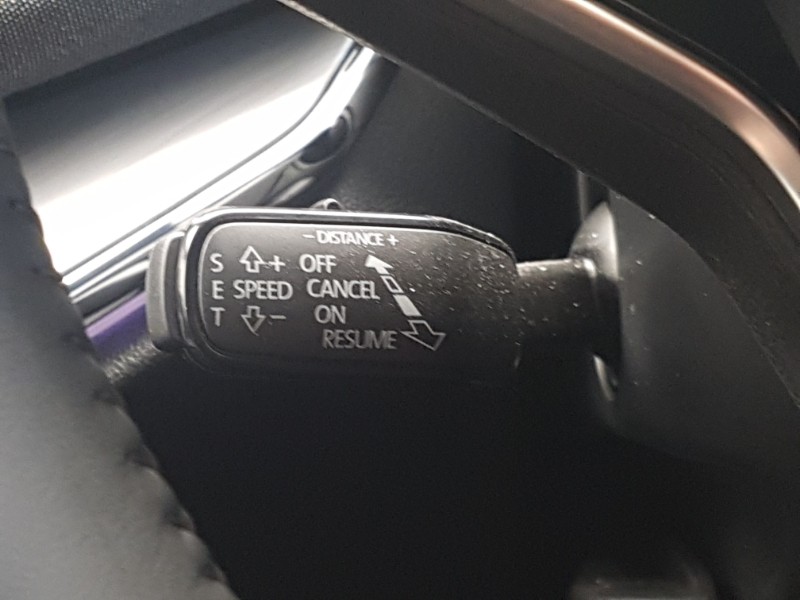 - DISTANCE +
S + OFF
E SPEED CANCEL
T - ON
RESUME